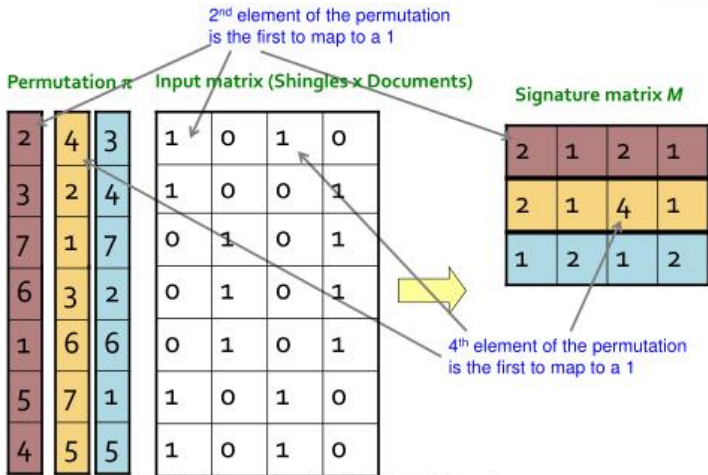 2nd element of the permutation
is the first to map to a 1
Permutation π Input matrix (Shingles x Documents)
Signature matrix M
2 4 3 1 0 1 0
3 2 4 1 0 0 1
7 1 7 0 1 0 1
6 3 2 0 1 0 1
1 6 6 0 1 0 1
5 7 1 1 0 1 0
4 5 5 1 0 1 0
2 1 2 1
2 1 4 1
1 2 1 2
4th element of the permutation
is the first to map to a 1